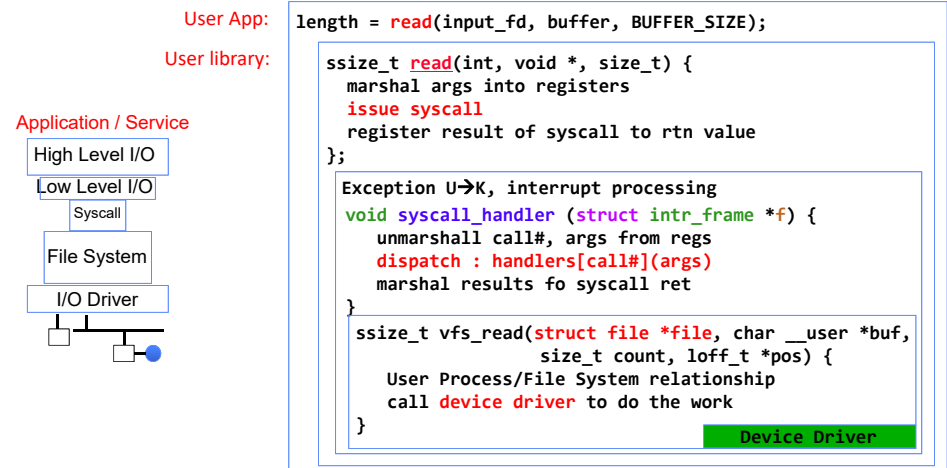 User App:
length = read(input_fd, buffer, BUFFER_SIZE);
User library:
ssize_t read(int, void *, size_t) {
marshal args into registers
issue syscall
register result of syscall to rtn value
};
Exception U→K, interrupt processing
void syscall_handler (struct intr_frame *f) {
unmarshall call#, args from regs
dispatch : handlers[call#](args)
marshal results fo syscall ret
}
ssize_t vfs_read(struct file *file, char __user *buf,
size_t count, loff_t *pos) {
User Process/File System relationship
call device driver to do the work
}
Device Driver
Application / Service
High Level I/O
Low Level I/O
Syscall
File System
I/O Driver